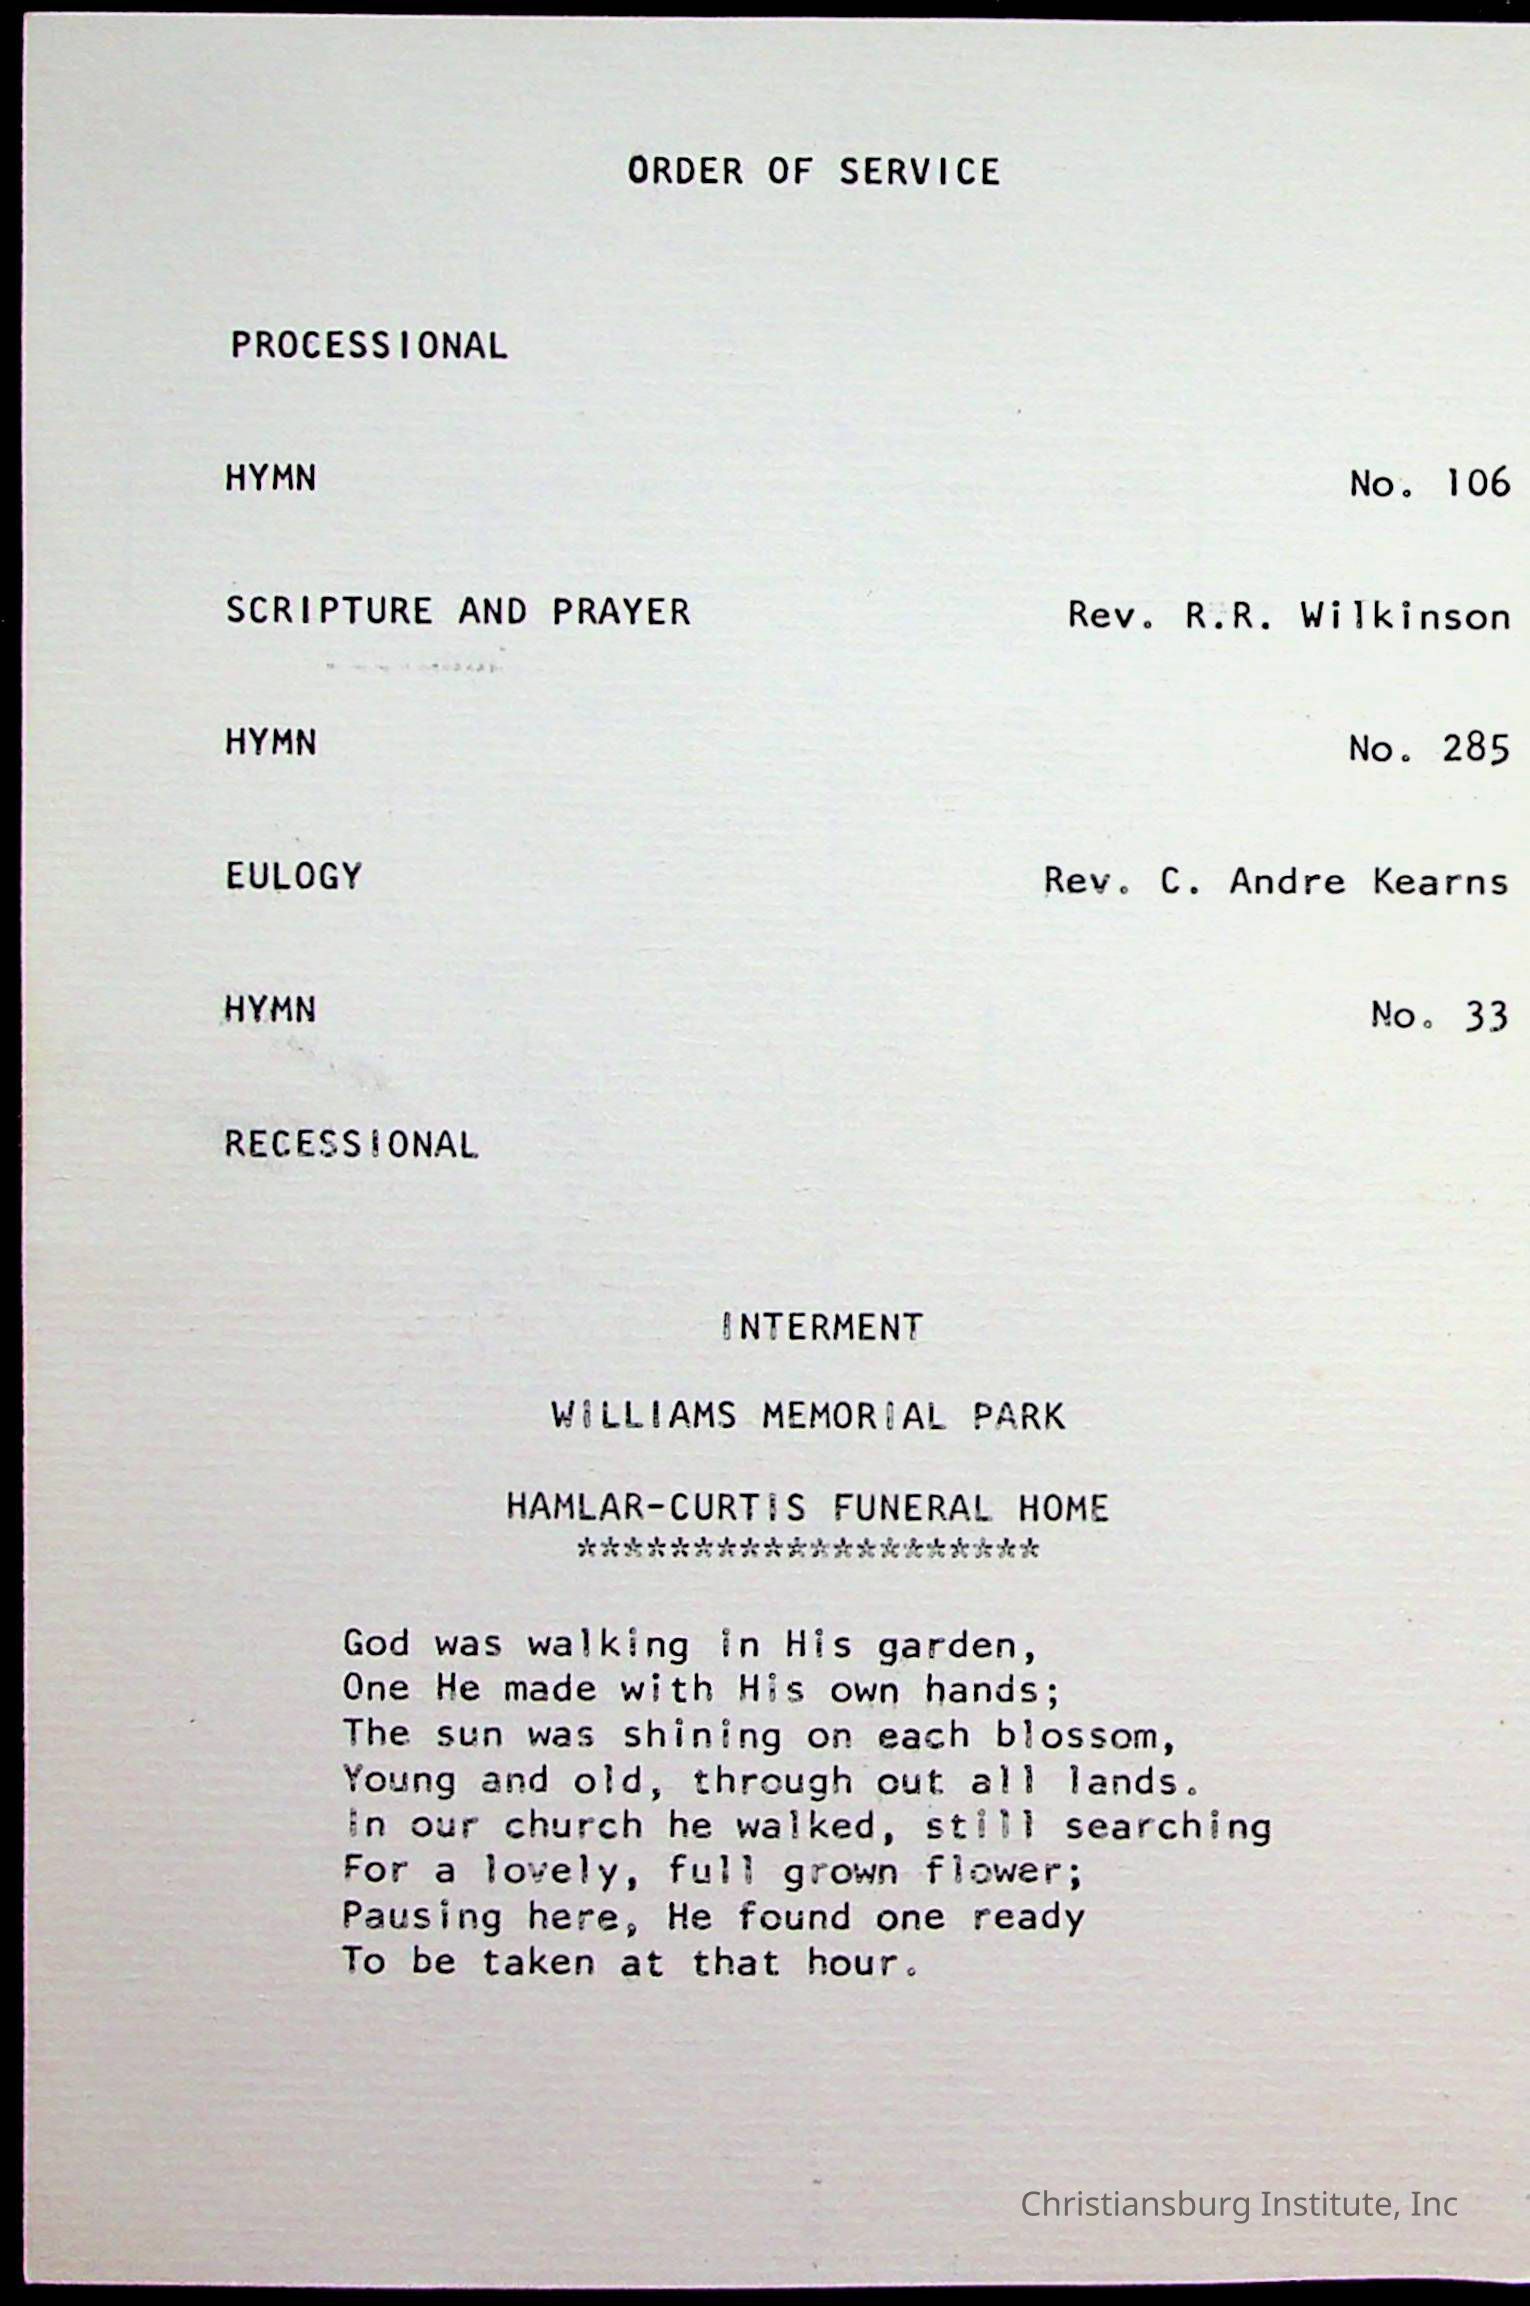 ORDER OF SERVICE
PROCESSIONAL
HYMN No. 106
SCRIPTURE AND PRAYER Rev. R.R. Wilkinson
HYMN No. 285
EULOGY Rev. C. Andre Kearns
HYMN No. 33
RECESSIONAL
INTERMENT
WILLIAMS MEMORIAL PARK
HAMLAR-CURTIS FUNERAL HOME
********************
God was walking in His garden,
One He made with His own hands;
The sun was shining on each blossom,
Young and old, through out all lands.
In our church he walked, still searching
For a lovely, full grown flower;
Pausing here, He found one ready
To be taken at that hour.
Christiansburg Institute, Inc